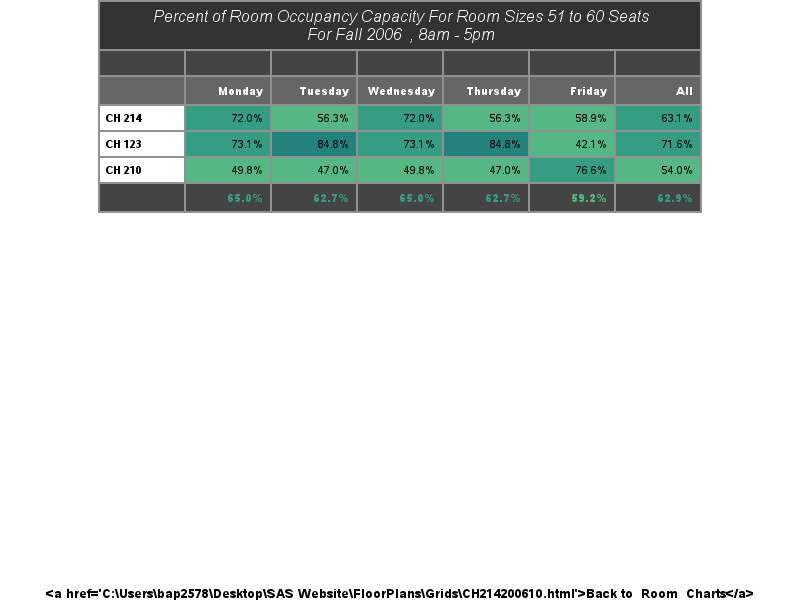 Percent of Room Occupancy Capacity For Room Sizes 51 to 60 Seats
For Fall 2006 , 8am - 5pm
Monday Tuesday Wednesday Thursday Friday All
CH 214 72.0% 56.3% 72.0% 56.3% 58.9% 63.1%
CH 123 73.1% 84.8% 73.1% 84.8% 42.1% 71.6%
CH 210 49.8% 47.0% 49.8% 47.0% 76.6% 54.0%
65.0% 62.7% 65.0% 62.7% 59.2% 62.9%
<a href='C:\Users\bap2578\Desktop\SAS Website\FloorPlans\Grids\CH214200610.html'>Back to Room Charts</a>